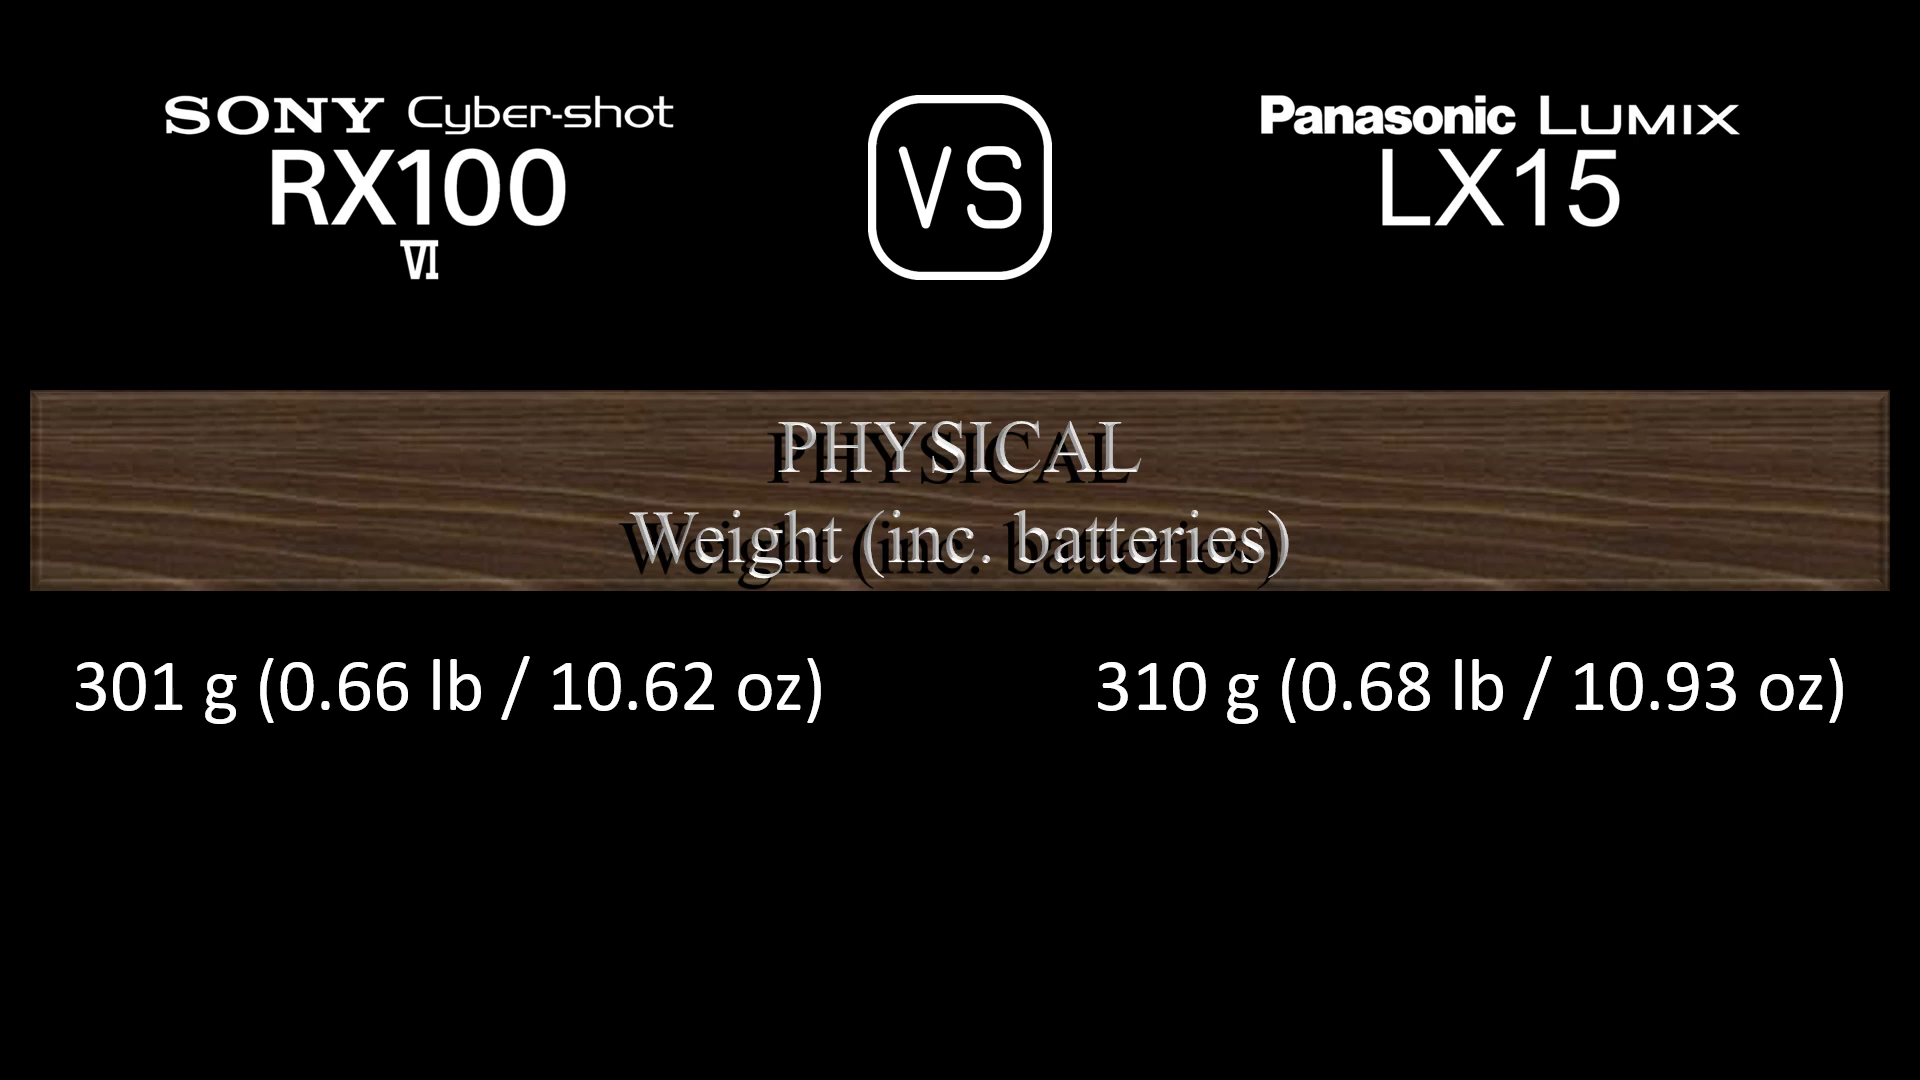 SONY Cyber-shot
RX100
VI
VS
Panasonic LUMIX
LX15
PHYSICAL
Weight (inc. batteries)
301 g (0.66 lb / 10.62 oz)
310 g (0.68 lb / 10.93 oz)